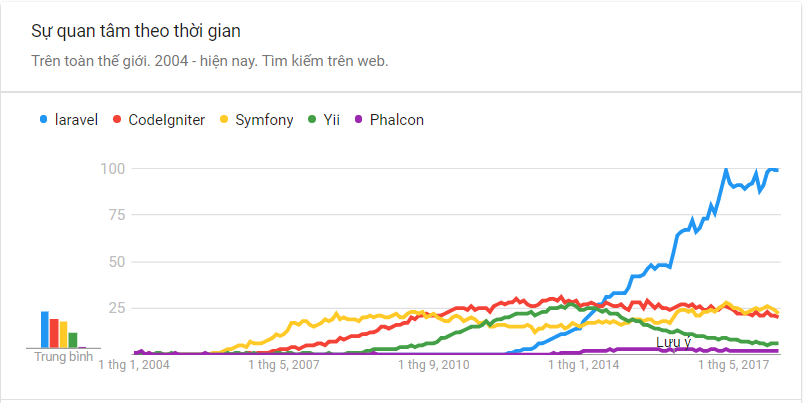 Sự quan tâm theo thời gian
Trên toàn thế giới. 2004 - hiện nay. Tìm kiếm trên web.
laravel CodeIgniter Symfony Yii Phalcon
100
75
50
25
Lưu ý
Trung bình
1 thg 1, 2004 1 thg 5, 2007 1 thg 9, 2010 1 thg 1, 2014 1 thg 5, 2017